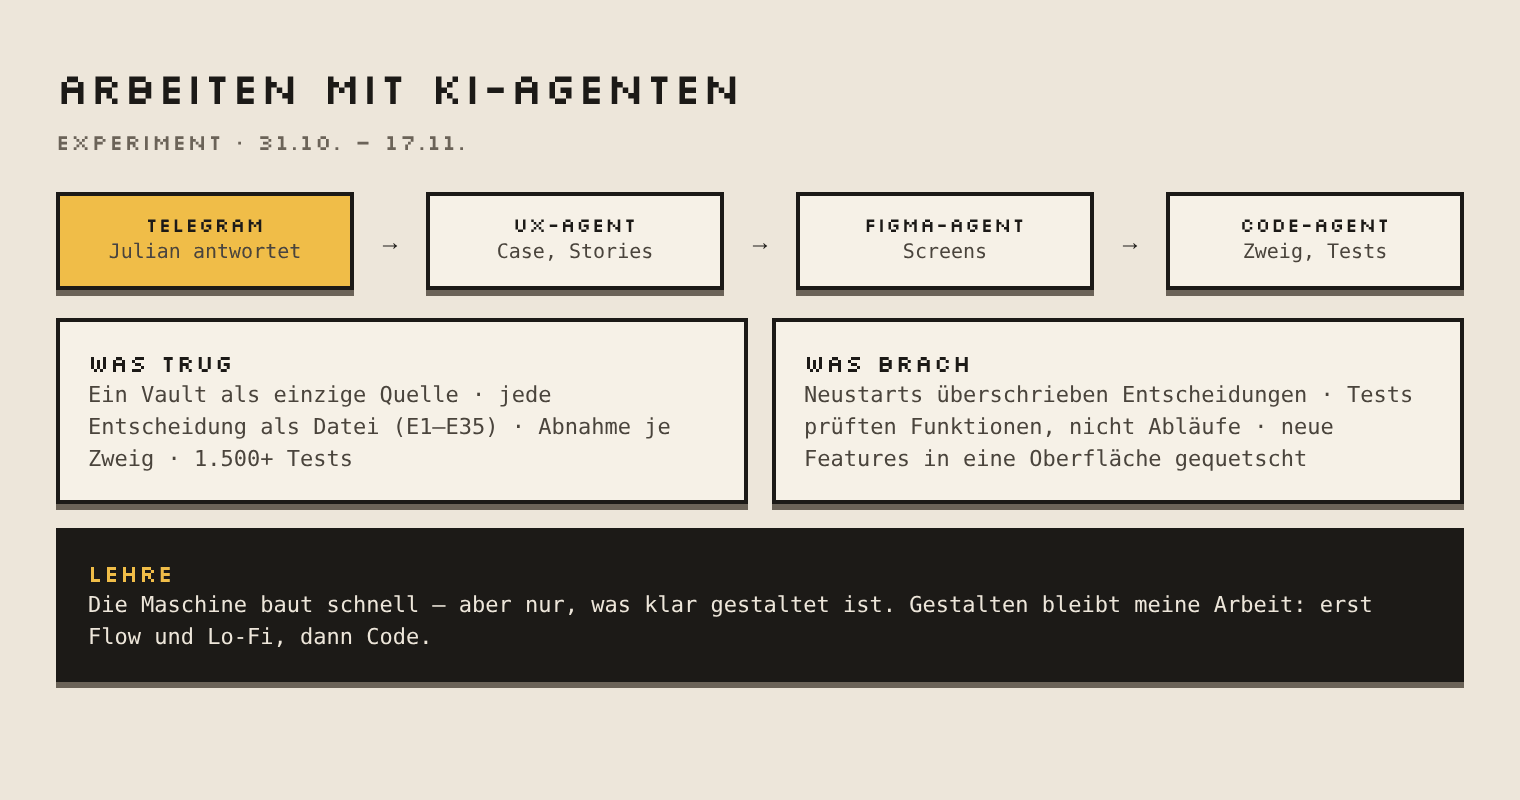 ARBEITEN MIT KI-AGENTEN
EXPERIMENT · 31.10. – 17.11.
TELEGRAM
Julian antwortet
→
UX-AGENT
Case, Stories
→
FIGMA-AGENT
Screens
→
CODE-AGENT
Zweig, Tests
WAS TRUG
Ein Vault als einzige Quelle · jede
Entscheidung als Datei (E1–E35) · Abnahme je
Zweig · 1.500+ Tests
WAS BRACH
Neustarts überschrieben Entscheidungen · Tests
prüften Funktionen, nicht Abläufe · neue
Features in eine Oberfläche gequetscht
LEHRE
Die Maschine baut schnell – aber nur, was klar gestaltet ist. Gestalten bleibt meine Arbeit: erst
Flow und Lo-Fi, dann Code.